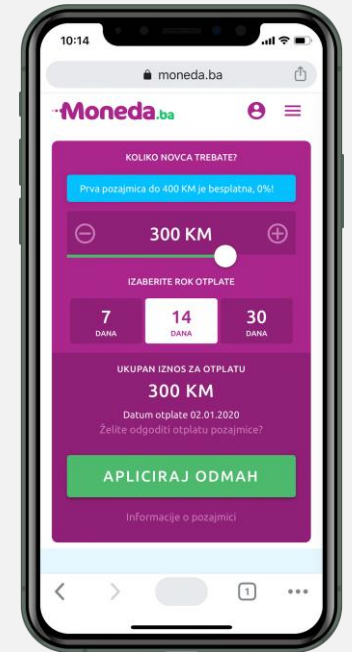 10:14
moneda.ba
Moneda.ba
KOLIKO NOVCA TREBATE?
Prva pozajmica do 400 KM je besplatna, 0%!
300 KM
IZABERITE ROK OTPLATE
7 14 30
DANA DANA DANA
UKUPAN IZNOS ZA OTPLATU
300 KM
Datum otplate 02.01.2020
Želite odgoditi otplatu pozajmice?
APLICIRAJ ODMAH
Informacije o pozajmici
1